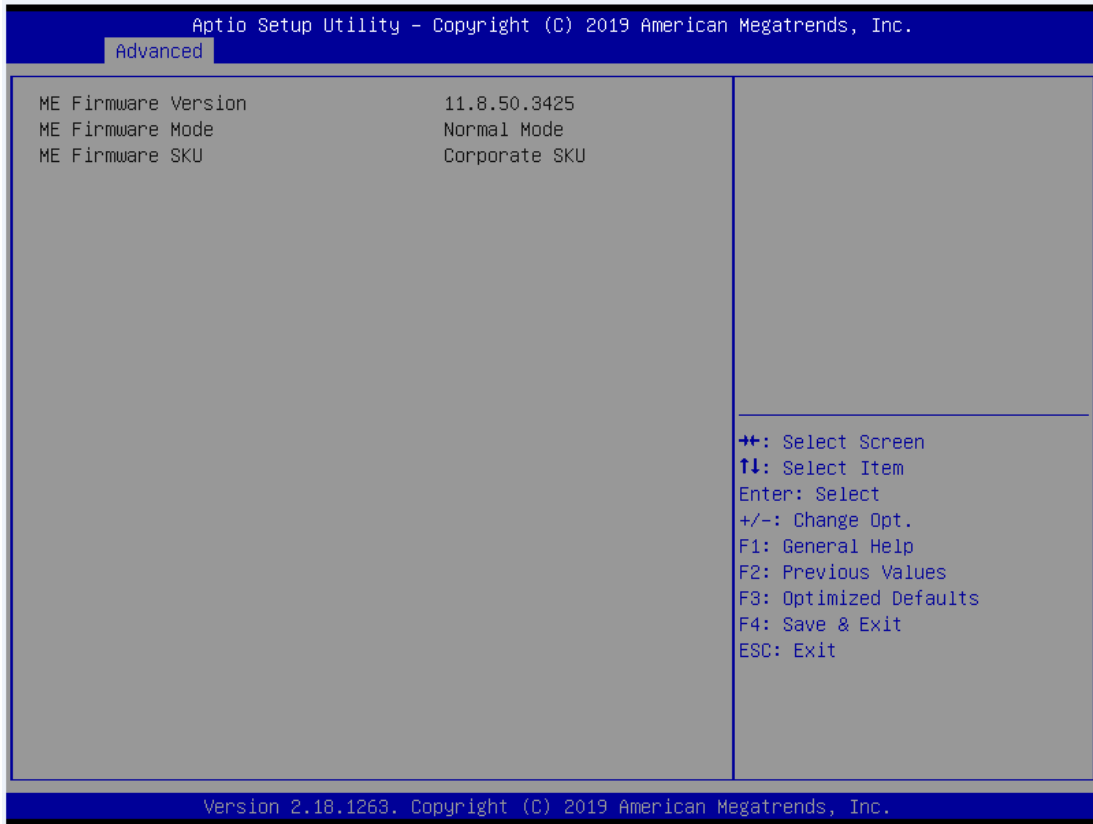 Aptio Setup Utility – Copyright (C) 2019 American Megatrends, Inc.
Advanced
ME Firmware Version 11.8.50.3425
ME Firmware Mode Normal Mode
ME Firmware SKU Corporate SKU
→←: Select Screen
↑↓: Select Item
Enter: Select
+/-: Change Opt.
F1: General Help
F2: Previous Values
F3: Optimized Defaults
F4: Save & Exit
ESC: Exit
Version 2.18.1263. Copyright (C) 2019 American Megatrends, Inc.